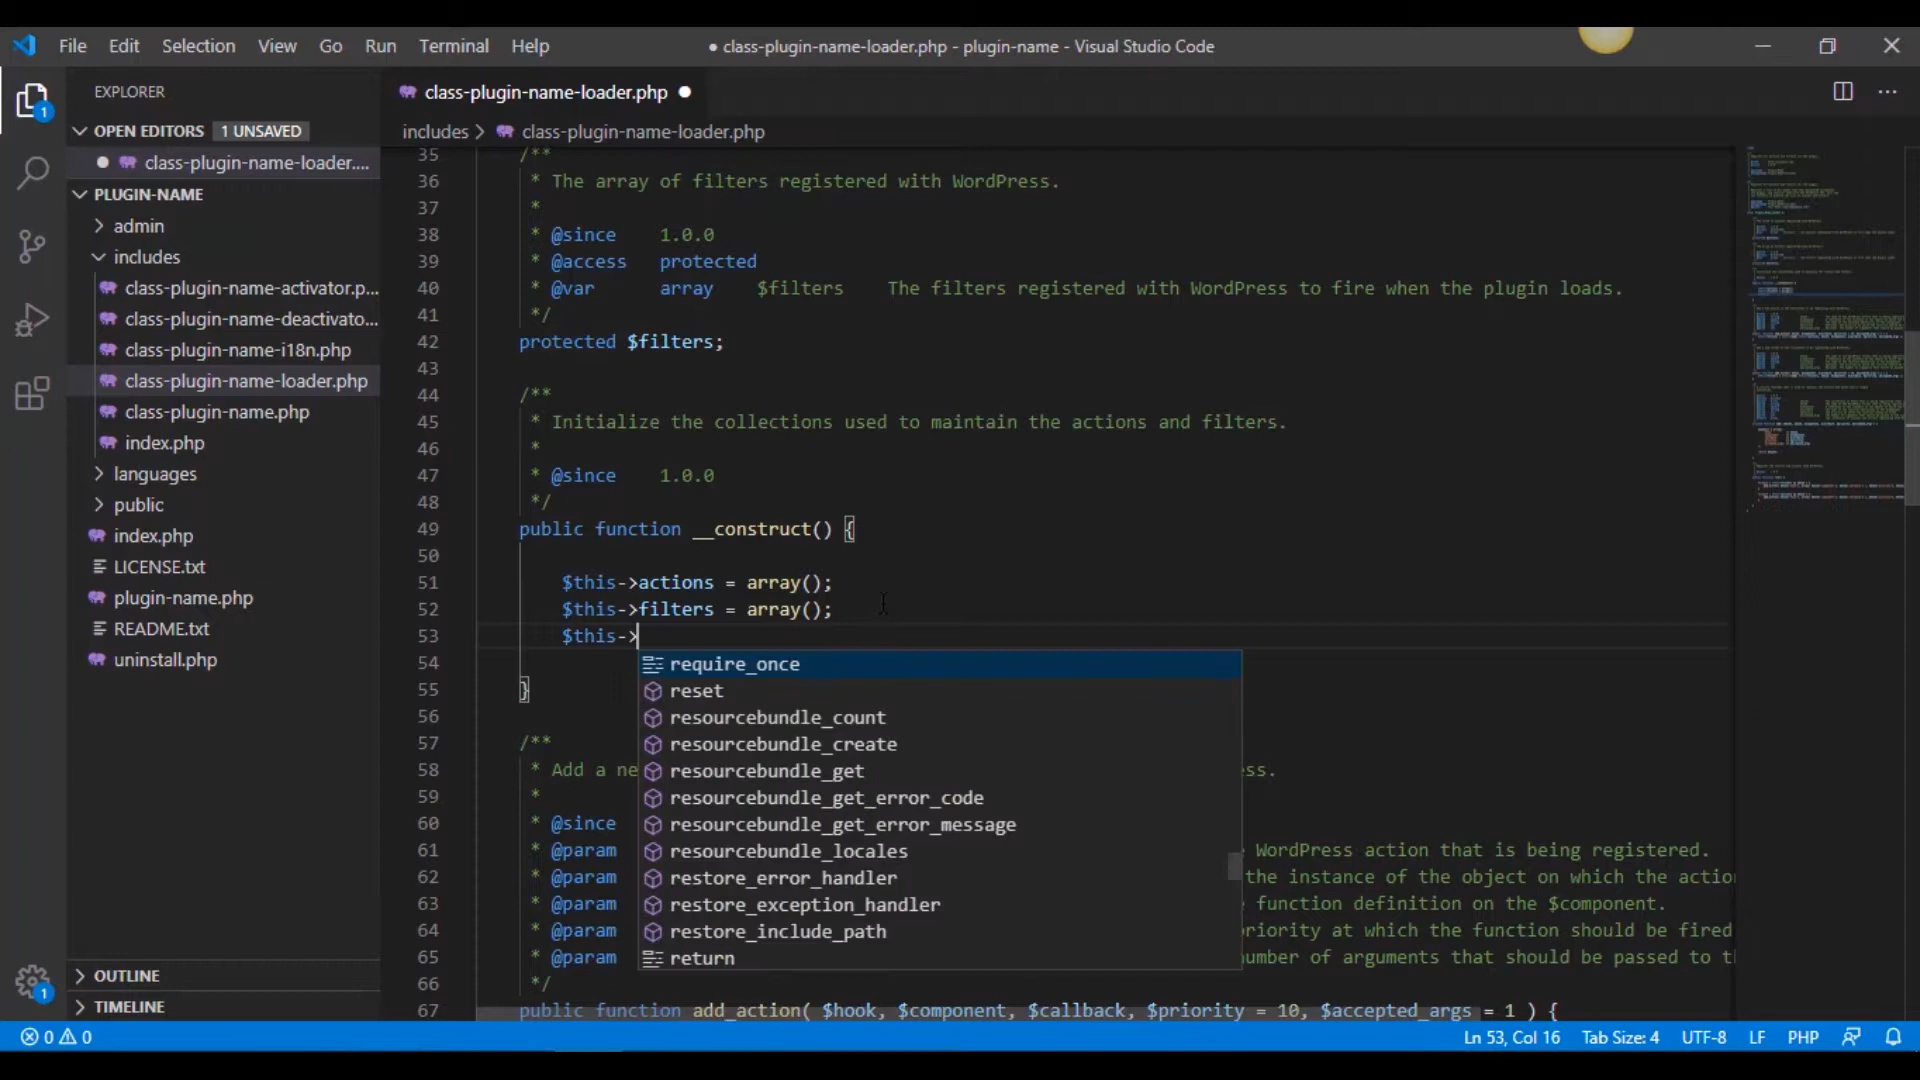 File Edit Selection View Go Run Terminal Help
● class-plugin-name-loader.php - plugin-name - Visual Studio Code
EXPLORER
OPEN EDITORS 1 UNSAVED
class-plugin-name-loader....
PLUGIN-NAME
admin
includes
class-plugin-name-activator.p...
class-plugin-name-deactivato...
class-plugin-name-i18n.php
class-plugin-name-loader.php
class-plugin-name.php
index.php
languages
public
index.php
LICENSE.txt
plugin-name.php
README.txt
uninstall.php
OUTLINE
TIMELINE
1
1
class-plugin-name-loader.php ●
includes > class-plugin-name-loader.php
35 /**
36 * The array of filters registered with WordPress.
37 *
38 * @since 1.0.0
39 * @access protected
40 * @var array $filters The filters registered with WordPress to fire when the plugin loads.
41 */
42 protected $filters;
43
44 /**
45 * Initialize the collections used to maintain the actions and filters.
46 *
47 * @since 1.0.0
48 */
49 public function __construct() {
50
51 $this->actions = array();
52 $this->filters = array();
53 $this->
54
55 }
56
57 /**
58 * Add a ne ss.
59 *
60 * @since
61 * @param WordPress action that is being registered.
62 * @param the instance of the object on which the actio
63 * @param function definition on the $component.
64 * @param riority at which the function should be fired
65 * @param umber of arguments that should be passed to t
66 */
67 public function add_action( $hook, $component, $callback, $priority = 10, $accepted_args = 1 ) {
require_once
reset
resourcebundle_count
resourcebundle_create
resourcebundle_get
resourcebundle_get_error_code
resourcebundle_get_error_message
resourcebundle_locales
restore_error_handler
restore_exception_handler
restore_include_path
return
0 0
Ln 53, Col 16 Tab Size: 4 UTF-8 LF PHP